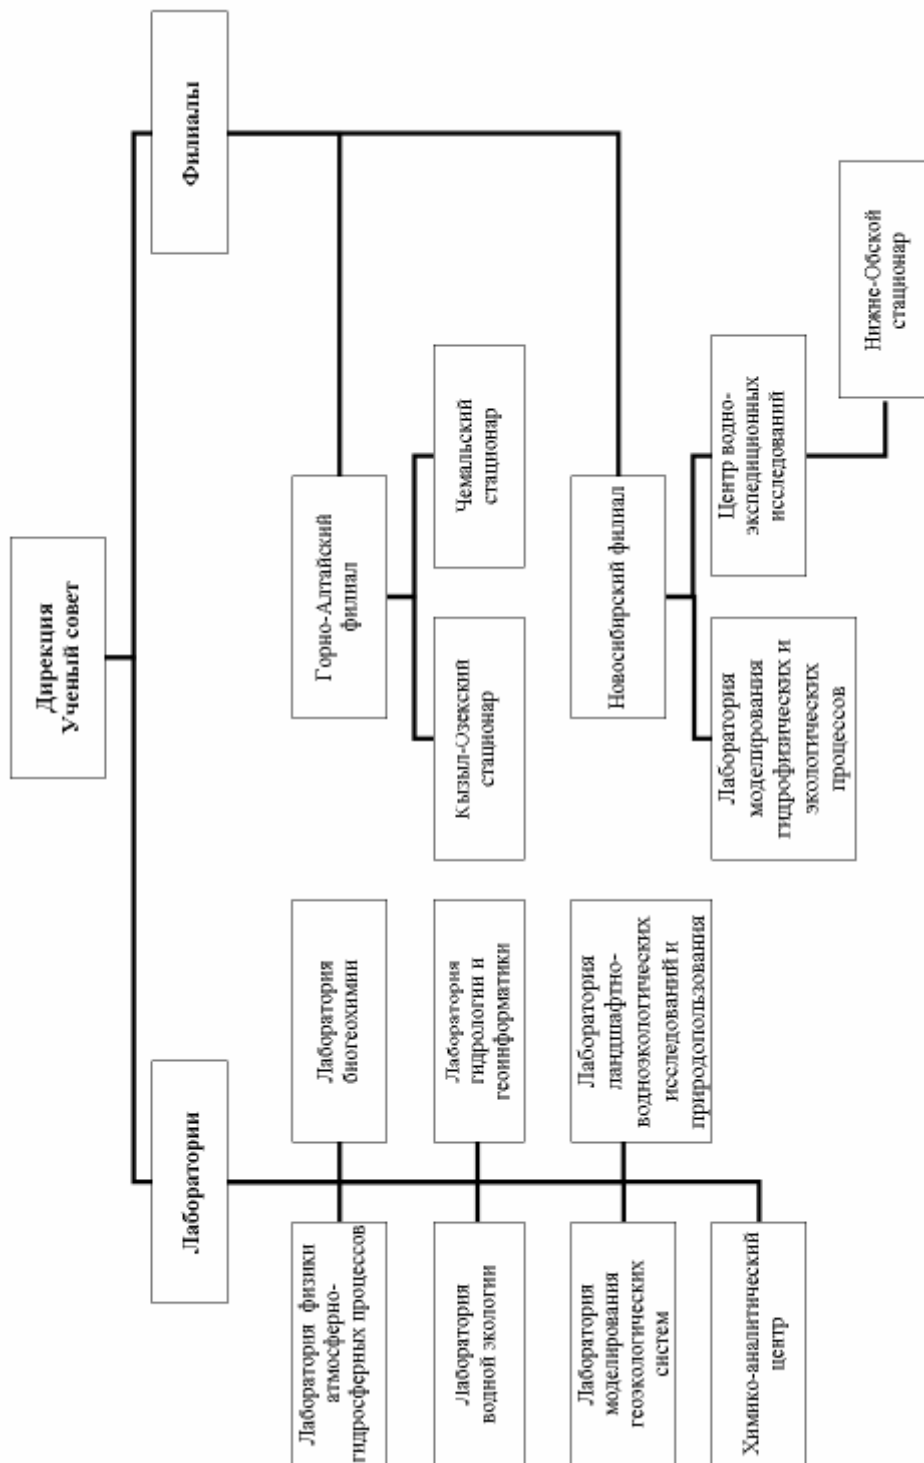 Дирекция
Ученый совет
Лаборатории
Филиалы
Лаборатория физики
атмосферно-
гидросферных процессов
Лаборатория
биогеохимии
Горно-Алтайский
филиал
Лаборатория
водной экологии
Лаборатория
гидрологии и
геоинформатики
Кызыл-Озекский
стационар
Чемальский
стационар
Лаборатория
моделирования
геоэкологических
систем
Лаборатория
ландшафтно-
водноэкологических
исследований и
природопользования
Новосибирский филиал
Химико-аналитический
центр
Лаборатория
моделирования
гидрофизических и
экологических
процессов
Центр водно-
экспедиционных
исследований
Нижне-Обской
стационар